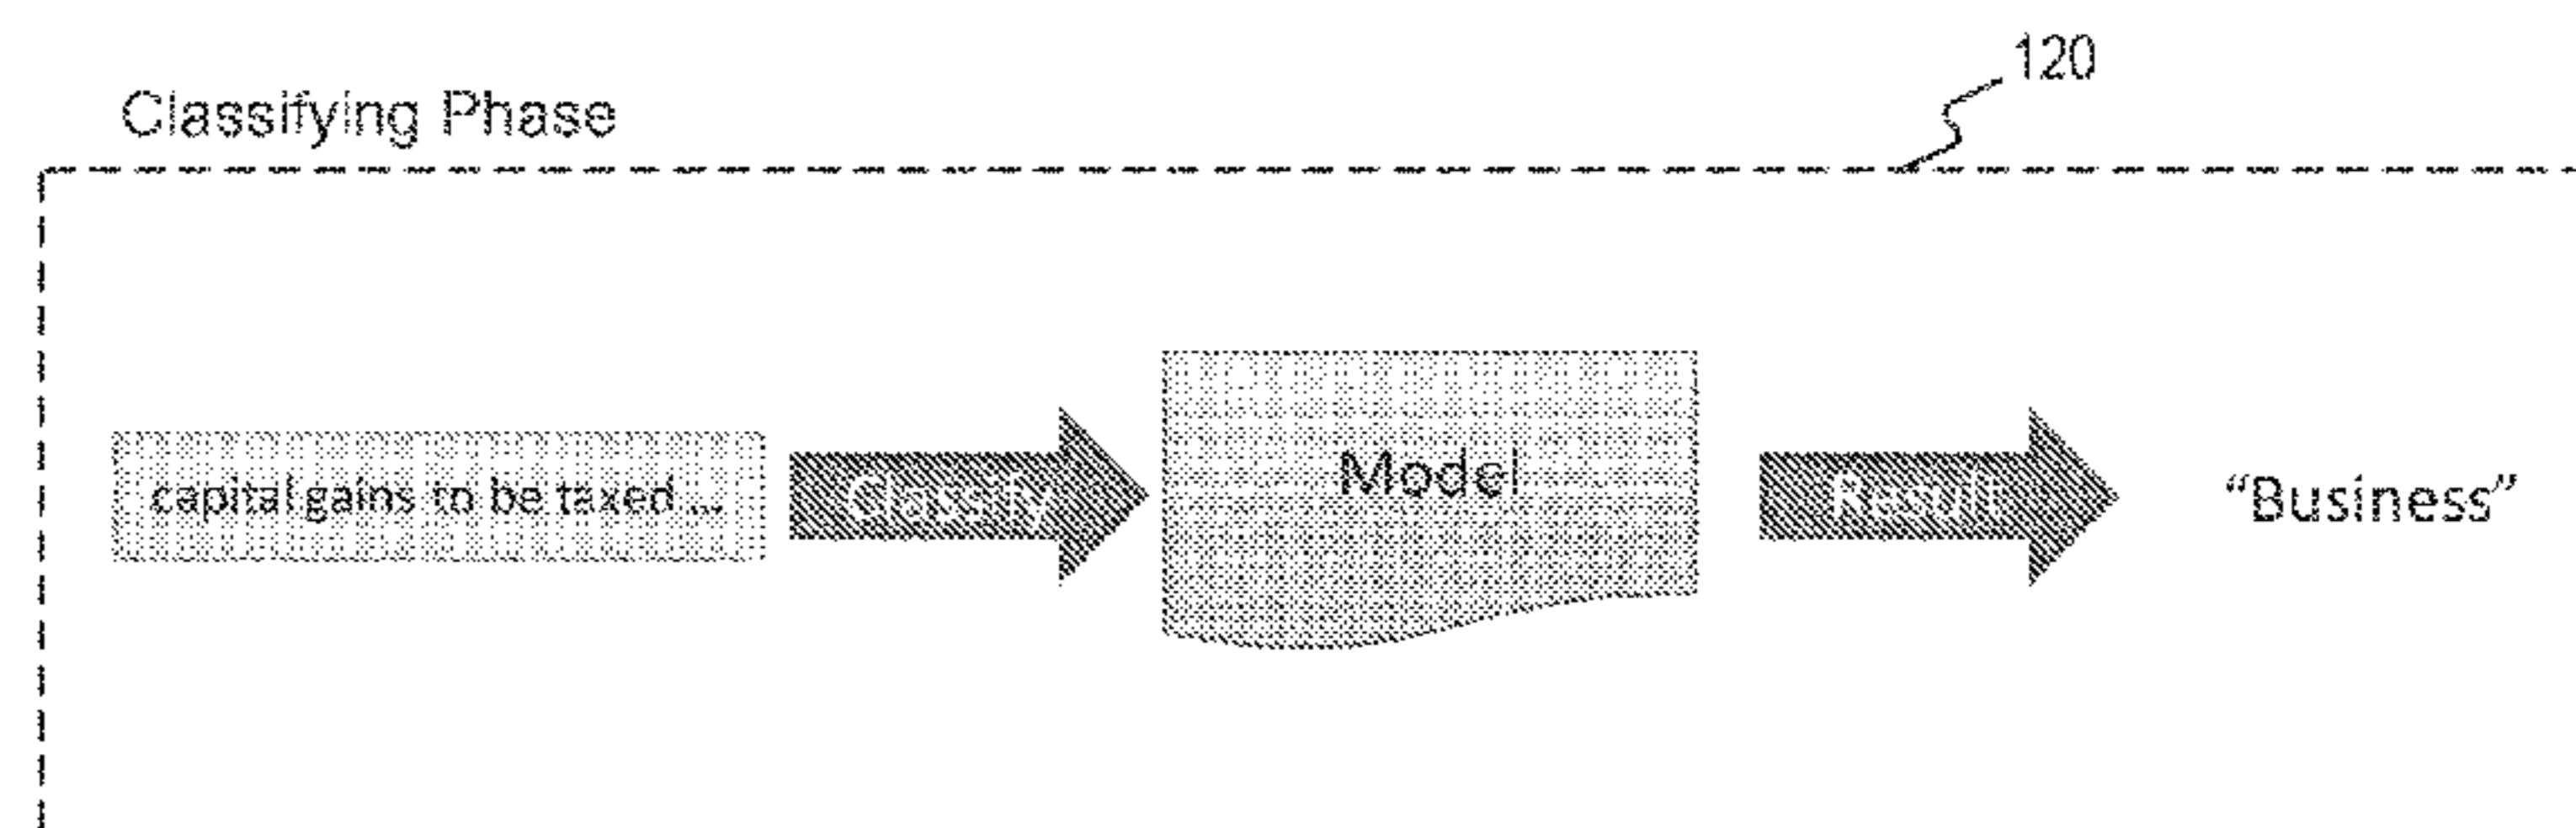 120
Classifying Phase
capital gains to be taxed ...
Classify
Model
Result
“Business”